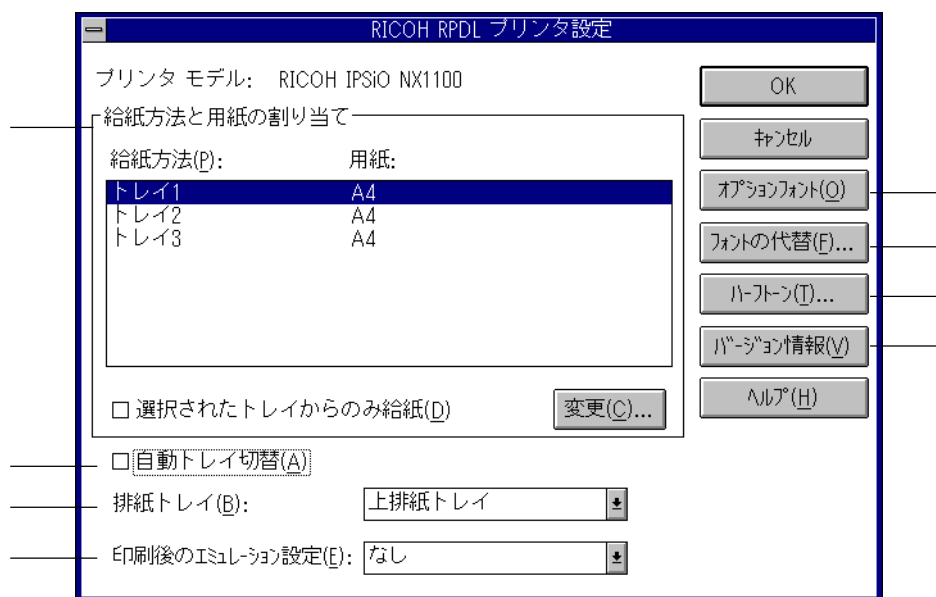 RICOH RPDL プリンタ設定
プリンタ モデル: RICOH IPSiO NX1100
給紙方法と用紙の割り当て
給紙方法(P): 用紙:
トレイ1 A4
トレイ2 A4
トレイ3 A4
□ 選択されたトレイからのみ給紙(D) 変更(C)...
□ 自動トレイ切替(A)
排紙トレイ(B): 上排紙トレイ
印刷後のエミュレーション設定(E): なし
OK
キャンセル
オプションフォント(O)
フォントの代替(F)...
ハーフトーン(T)...
バージョン情報(V)
ヘルプ(H)